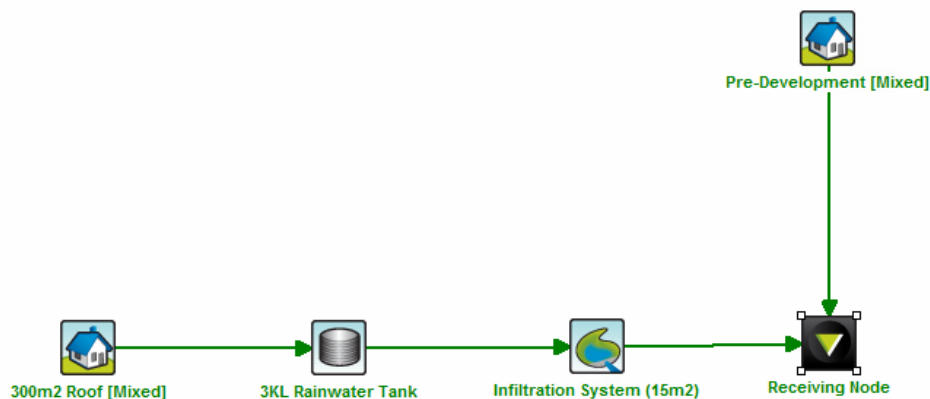 Pre-Development [Mixed]
300m2 Roof [Mixed]
3KL Rainwater Tank
Infiltration System (15m2)
Receiving Node